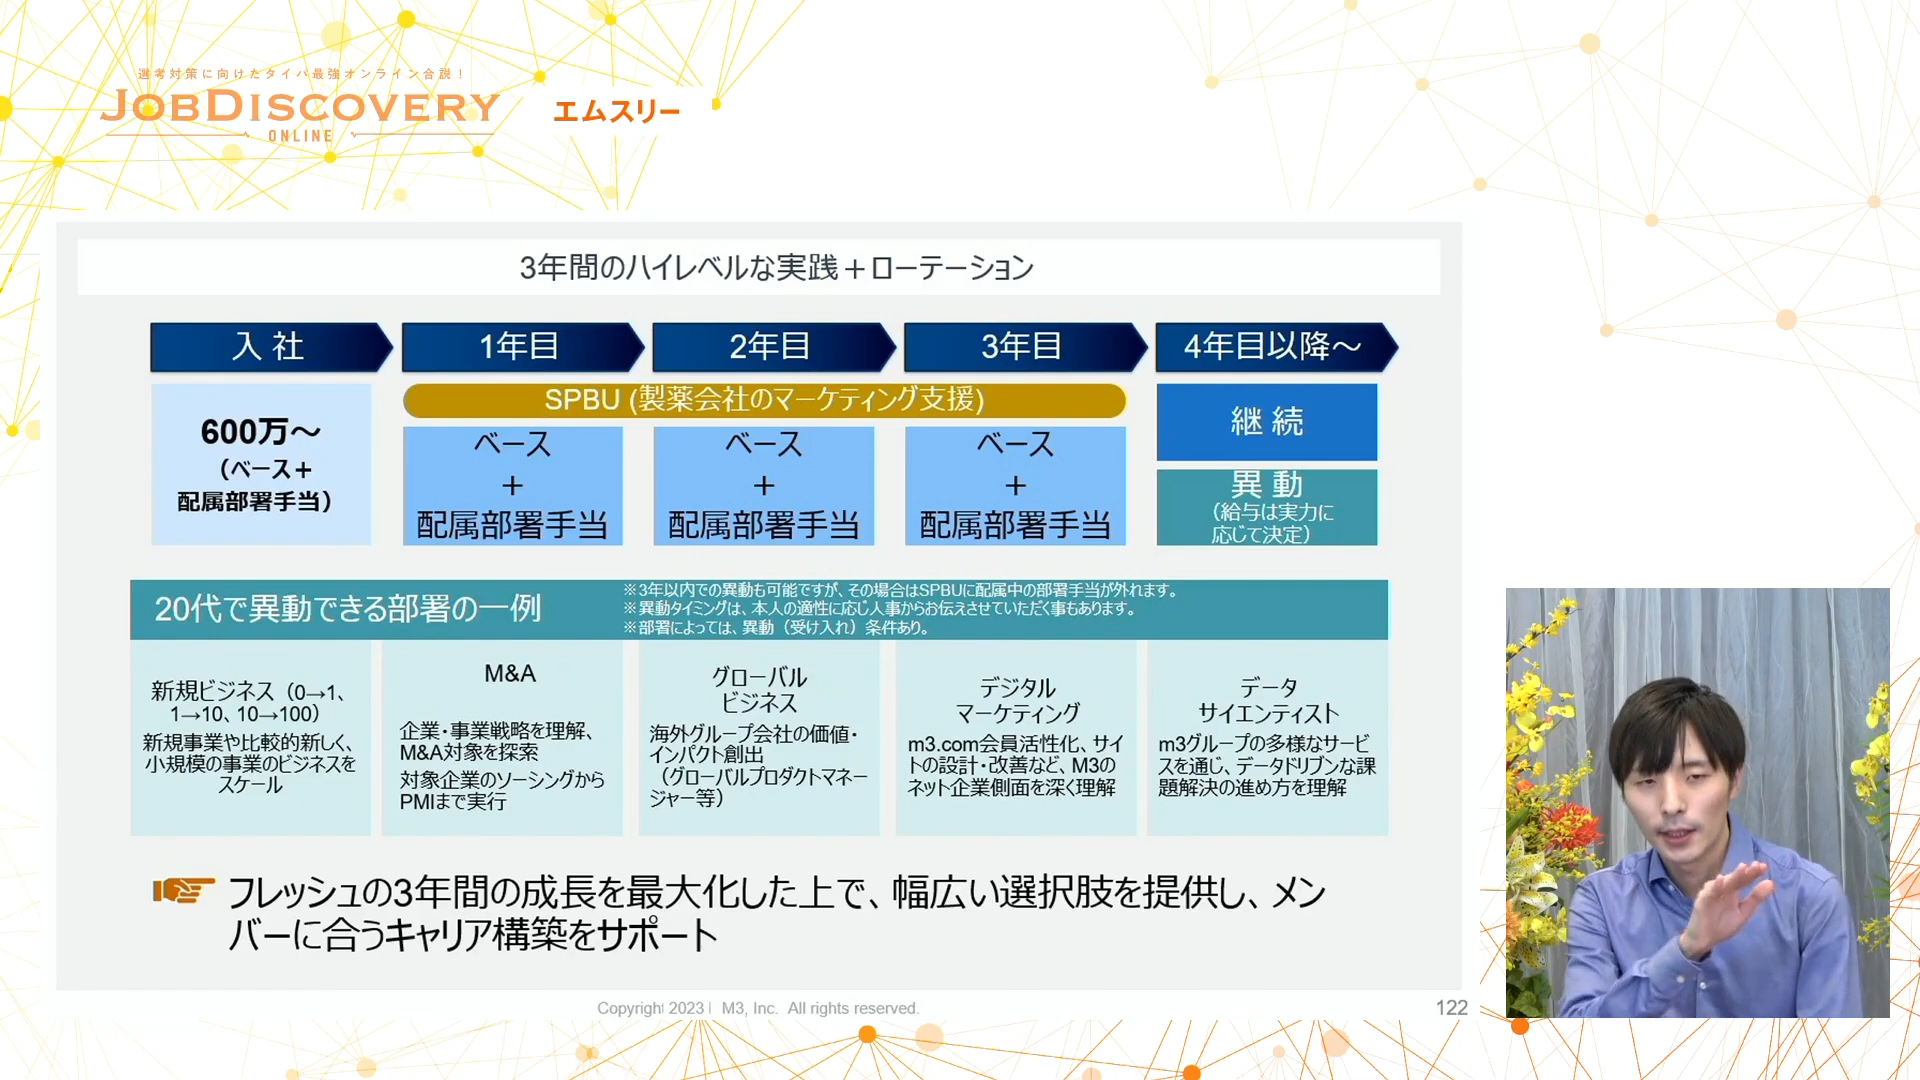 選考対策に向けたタイパ最強オンライン合説！
JOBDISCOVERY
ONLINE
エムスリー
3年間のハイレベルな実践＋ローテーション
入 社
1年目
2年目
3年目
4年目以降～
600万～
（ベース＋
配属部署手当）
SPBU (製薬会社のマーケティング支援)
ベース
＋
配属部署手当
ベース
＋
配属部署手当
ベース
＋
配属部署手当
継 続
異 動
（給与は実力に
応じて決定）
20代で異動できる部署の一例
※3年以内での異動も可能ですが、その場合はSPBUに配属中の部署手当が外れます。
※異動タイミングは、本人の適性に応じ人事からお伝えさせていただく事もあります。
※部署によっては、異動（受け入れ）条件あり。
新規ビジネス（0→1、
1→10、10→100）
新規事業や比較的新しく、
小規模の事業のビジネスを
スケール
M&A
企業・事業戦略を理解、
M&A対象を探索
対象企業のソーシングから
PMIまで実行
グローバル
ビジネス
海外グループ会社の価値・
インパクト創出
（グローバルプロダクトマネー
ジャー等）
デジタル
マーケティング
m3.com会員活性化、サイ
トの設計・改善など、M3の
ネット企業側面を深く理解
データ
サイエンティスト
m3グループの多様なサービ
スを通じ、データドリブンな課
題解決の進め方を理解
フレッシュの3年間の成長を最大化した上で、幅広い選択肢を提供し、メン
バーに合うキャリア構築をサポート
Copyright 2023 | M3, Inc. All rights reserved.
122